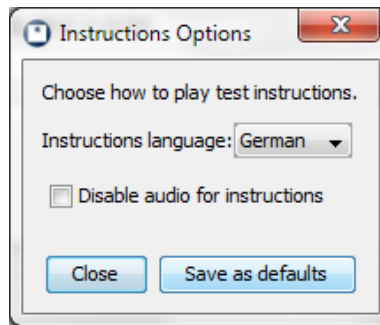 Instructions Options
Choose how to play test instructions.
Instructions language: German
Disable audio for instructions
Close Save as defaults